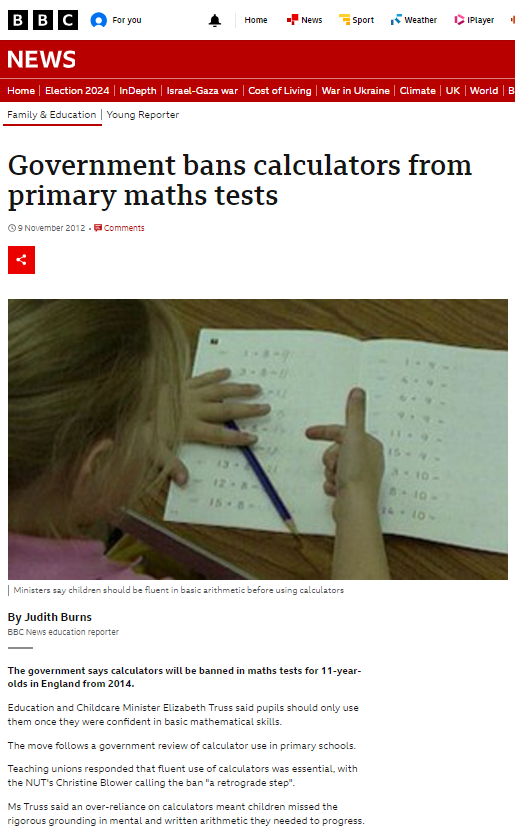 BBC For you Home News Sport Weather iPlayer
NEWS
Home Election 2024 InDepth Israel-Gaza war Cost of Living War in Ukraine Climate UK World B
Family & Education Young Reporter
Government bans calculators from
primary maths tests
9 November 2012 • Comments
Ministers say children should be fluent in basic arithmetic before using calculators
By Judith Burns
BBC News education reporter
The government says calculators will be banned in maths tests for 11-year-
olds in England from 2014.
Education and Childcare Minister Elizabeth Truss said pupils should only use
them once they were confident in basic mathematical skills.
The move follows a government review of calculator use in primary schools.
Teaching unions responded that fluent use of calculators was essential, with
the NUT's Christine Blower calling the ban "a retrograde step".
Ms Truss said an over-reliance on calculators meant children missed the
rigorous grounding in mental and written arithmetic they needed to progress.